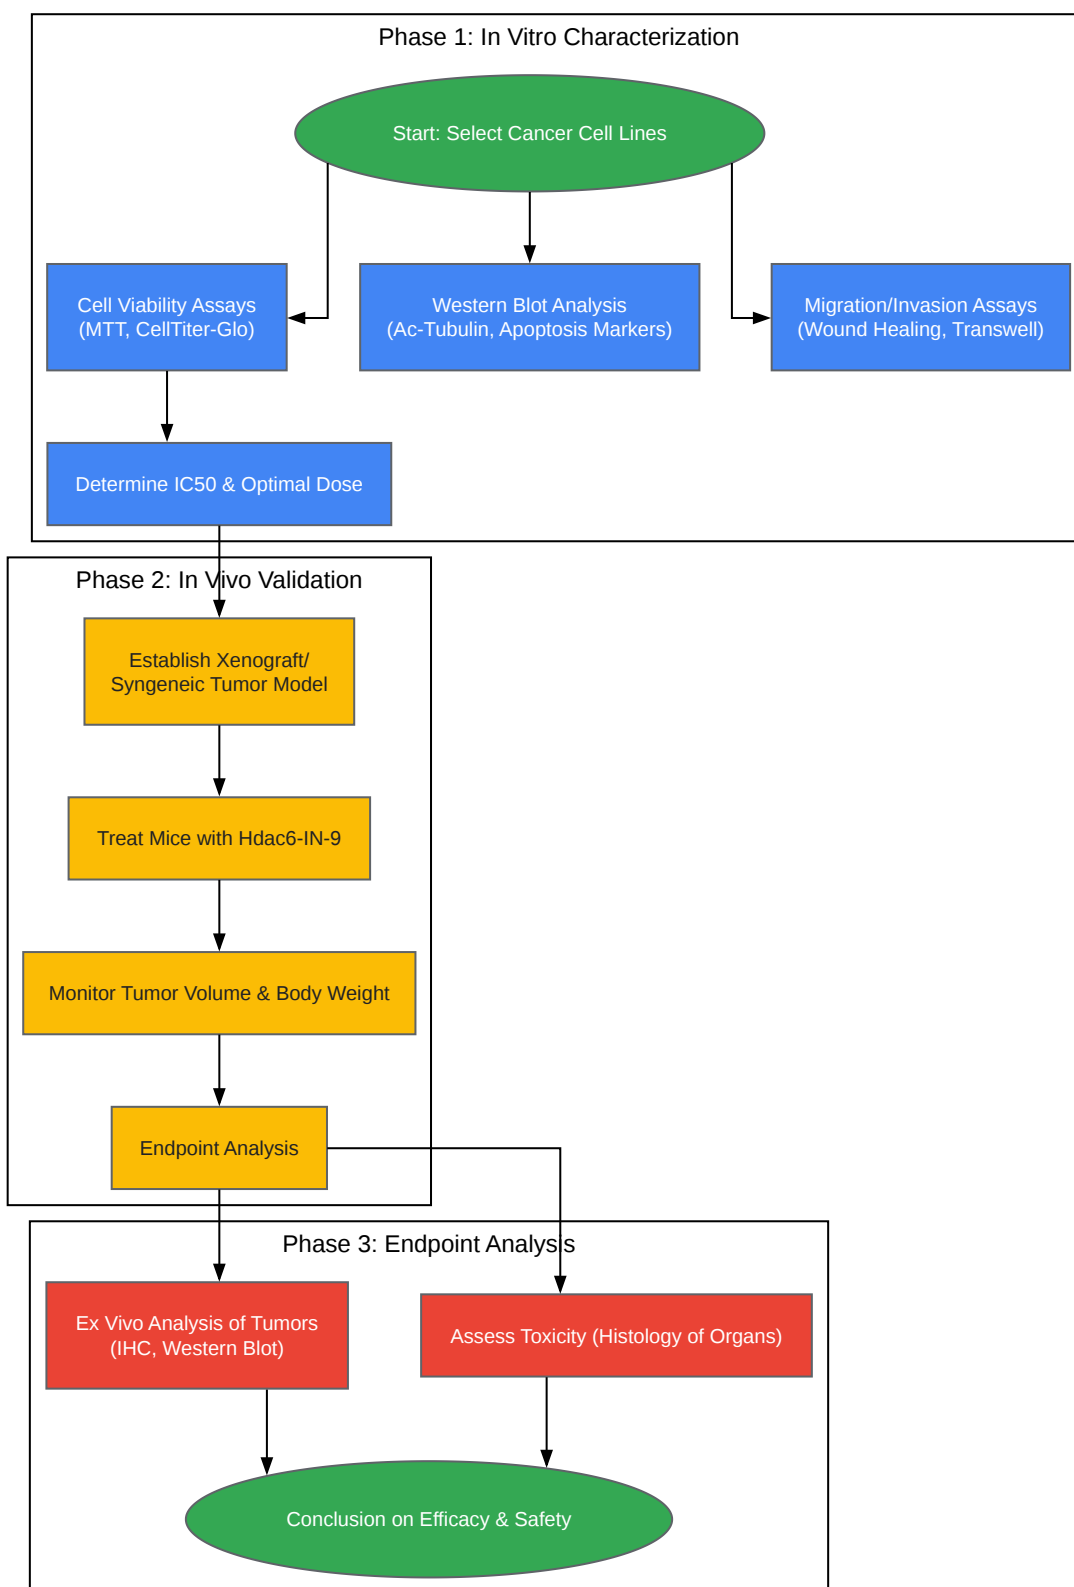 Phase 1: In Vitro Characterization
Start: Select Cancer Cell Lines
Cell Viability Assays
(MTT, CellTiter-Glo)
Western Blot Analysis
(Ac-Tubulin, Apoptosis Markers)
Migration/Invasion Assays
(Wound Healing, Transwell)
Determine IC50 & Optimal Dose
Phase 2: In Vivo Validation
Establish Xenograft/
Syngeneic Tumor Model
Treat Mice with Hdac6-IN-9
Monitor Tumor Volume & Body Weight
Endpoint Analysis
Phase 3: Endpoint Analysis
Ex Vivo Analysis of Tumors
(IHC, Western Blot)
Assess Toxicity (Histology of Organs)
Conclusion on Efficacy & Safety